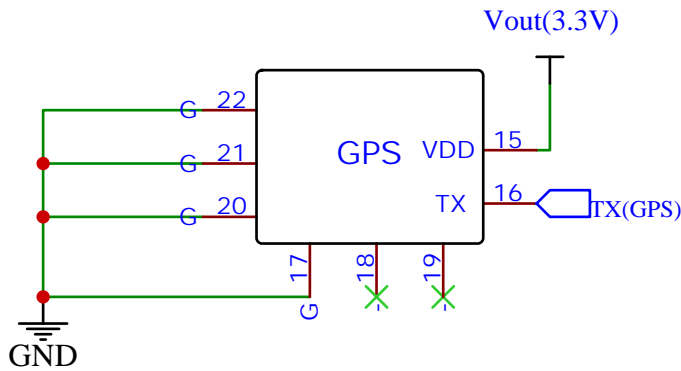 Vout(3.3V)
G 22
G 21
G 20
GPS
VDD 15
TX 16
TX(GPS)
17 18 19
G - -
GND